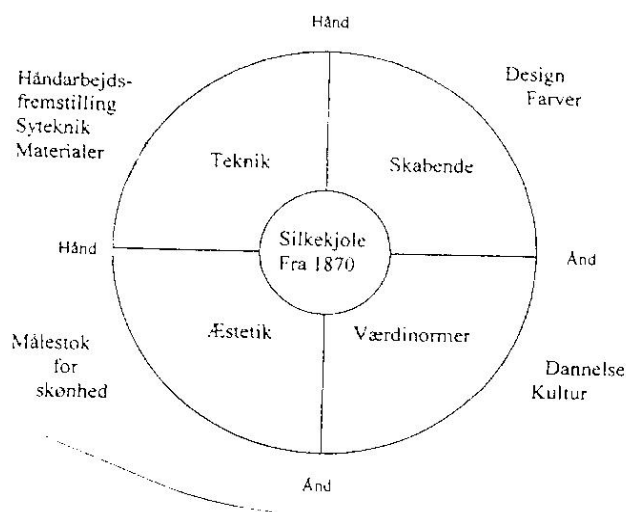 Hånd
Håndarbejds-
fremstilling
Syteknik
Materialer
Design
Farver
Teknik
Skabende
Hånd
Silkekjole
Fra 1870
Ånd
Æstetik
Værdinormer
Målestok
for
skønhed
Dannelse
Kultur
Ånd